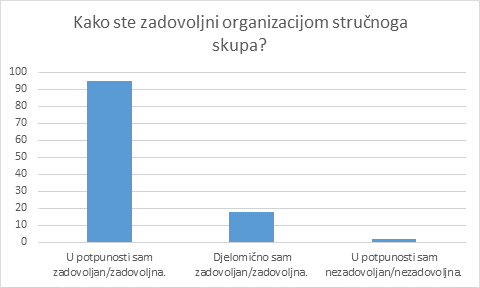 Kako ste zadovoljni organizacijom stručnoga
skupa?
100
90
80
70
60
50
40
30
20
10
0
U potpunosti sam
zadovoljan/zadovoljna.
Djelomično sam
zadovoljan/zadovoljna.
U potpunosti sam
nezadovoljan/nezadovoljna.